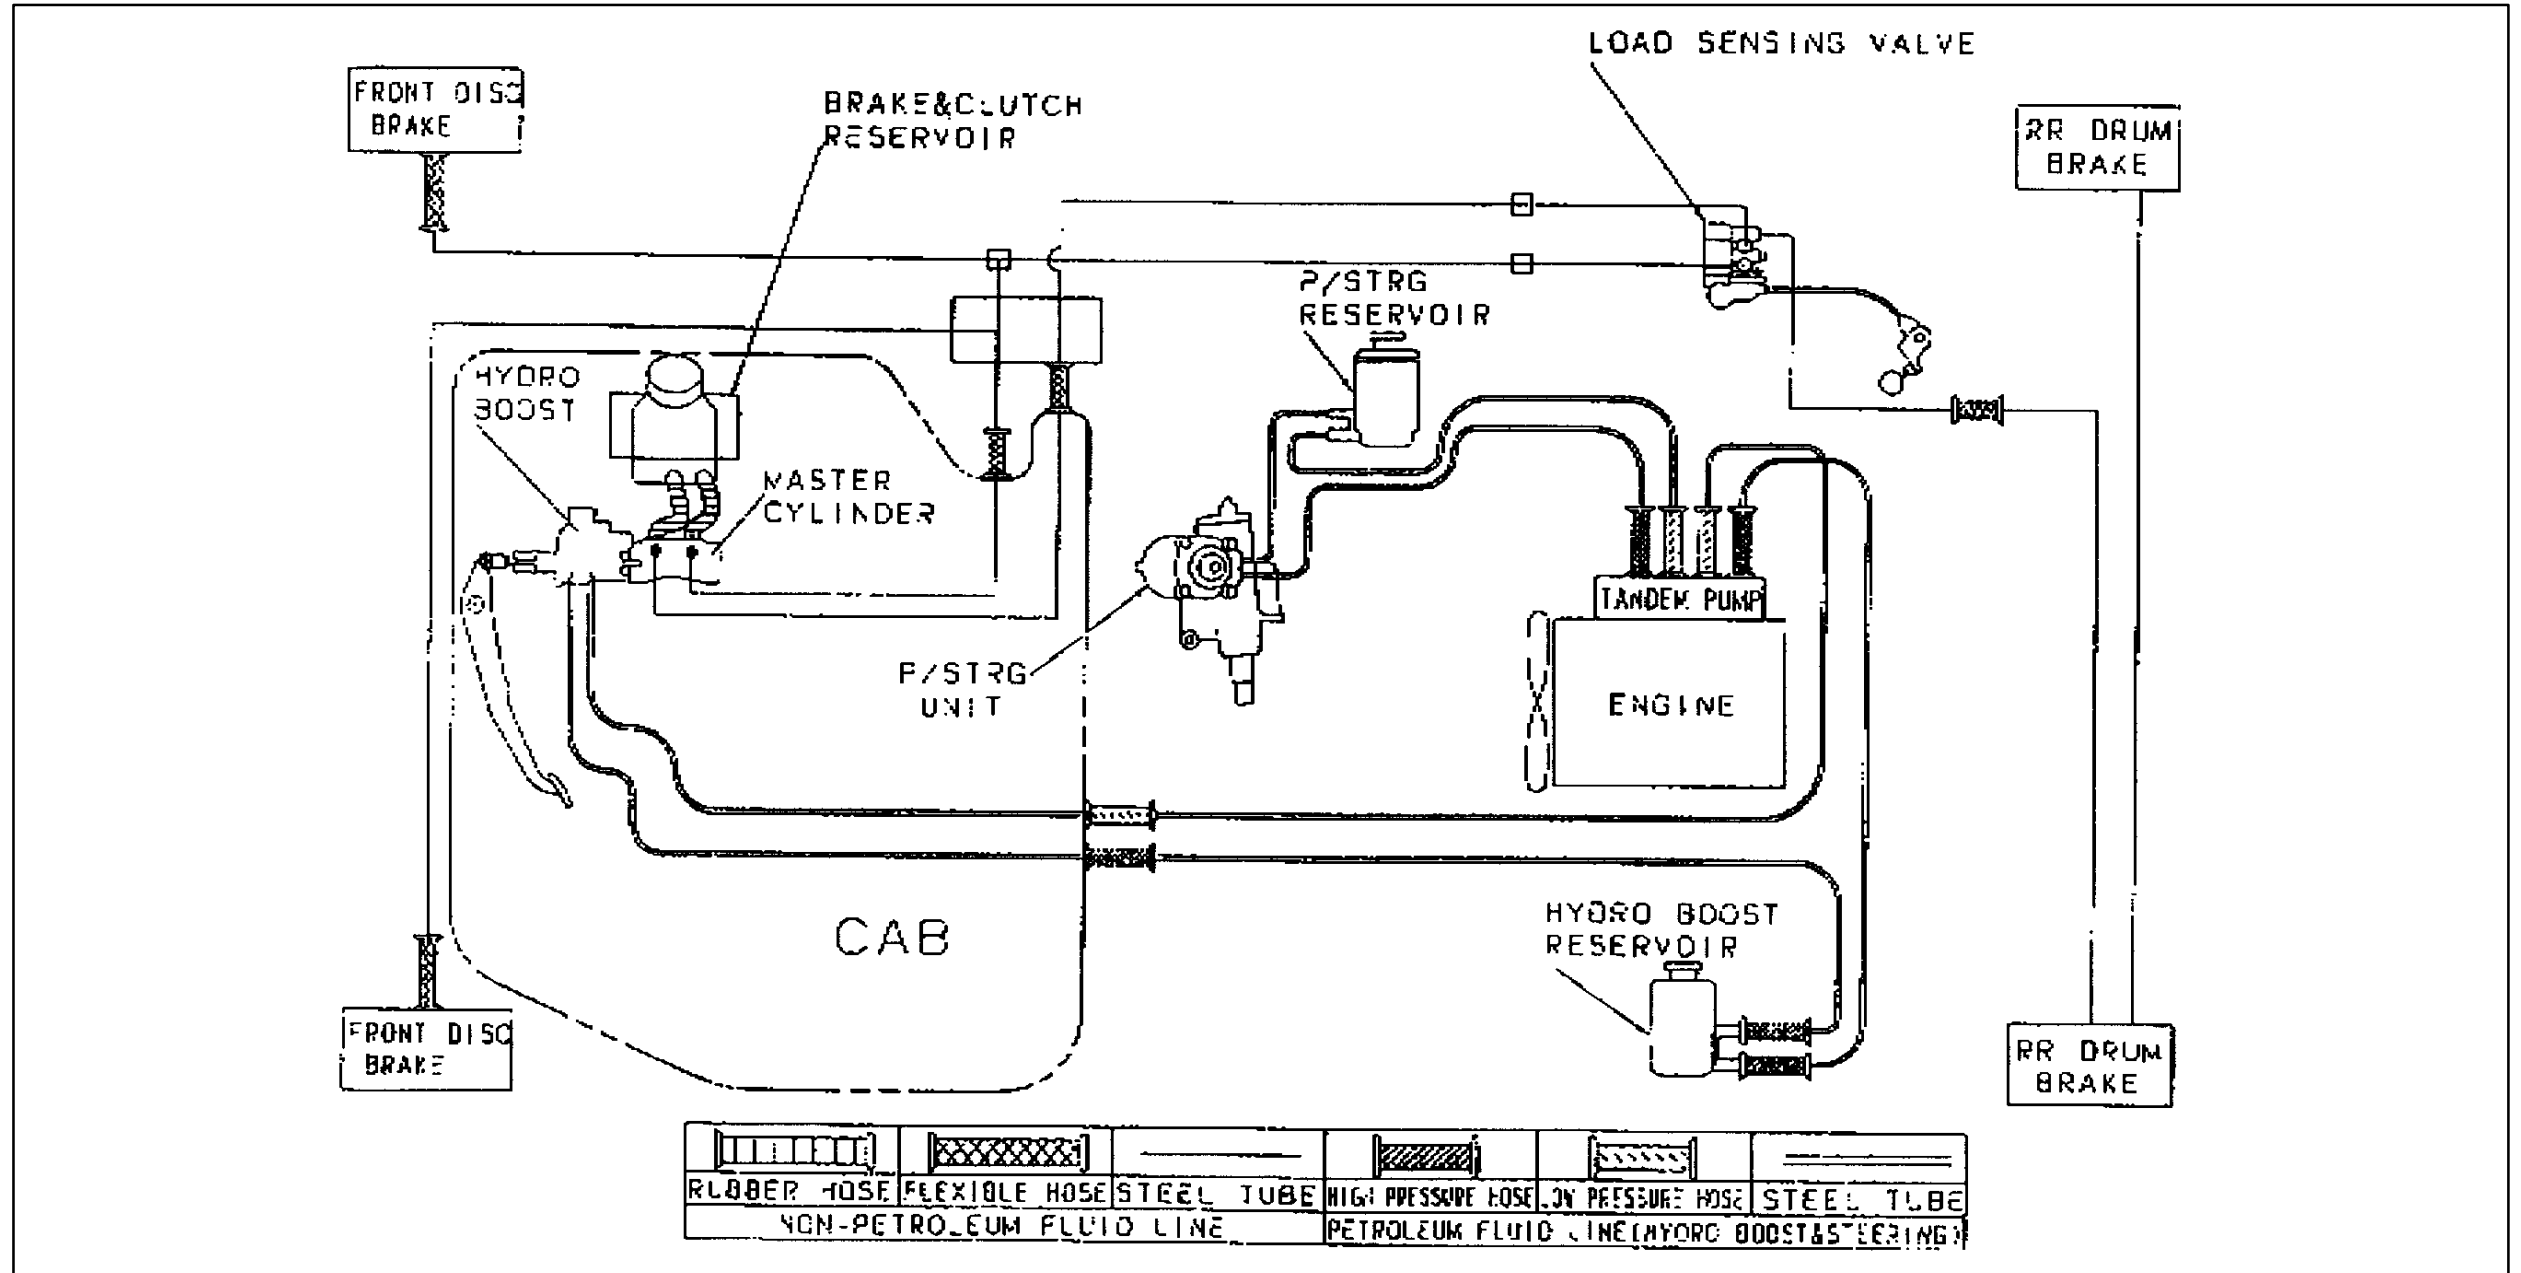 LOAD SENSING VALVE
FRONT DISC
BRAKE
BRAKE&CLUTCH
RESERVOIR
RR DRUM
BRAKE
P/STRG
RESERVOIR
HYDRO
BOOST
MASTER
CYLINDER
TANDEM PUMP
P/STRG
UNIT
ENGINE
CAB
HYDRO BOOST
RESERVOIR
FRONT DISC
BRAKE
RR DRUM
BRAKE
RUBBER HOSE FLEXIBLE HOSE STEEL TUBE HIGH PRESSURE HOSE LOW PRESSURE HOSE STEEL TUBE
NON-PETROLEUM FLUID LINE PETROLEUM FLUID LINE(HYDRO BOOST&STEERING)